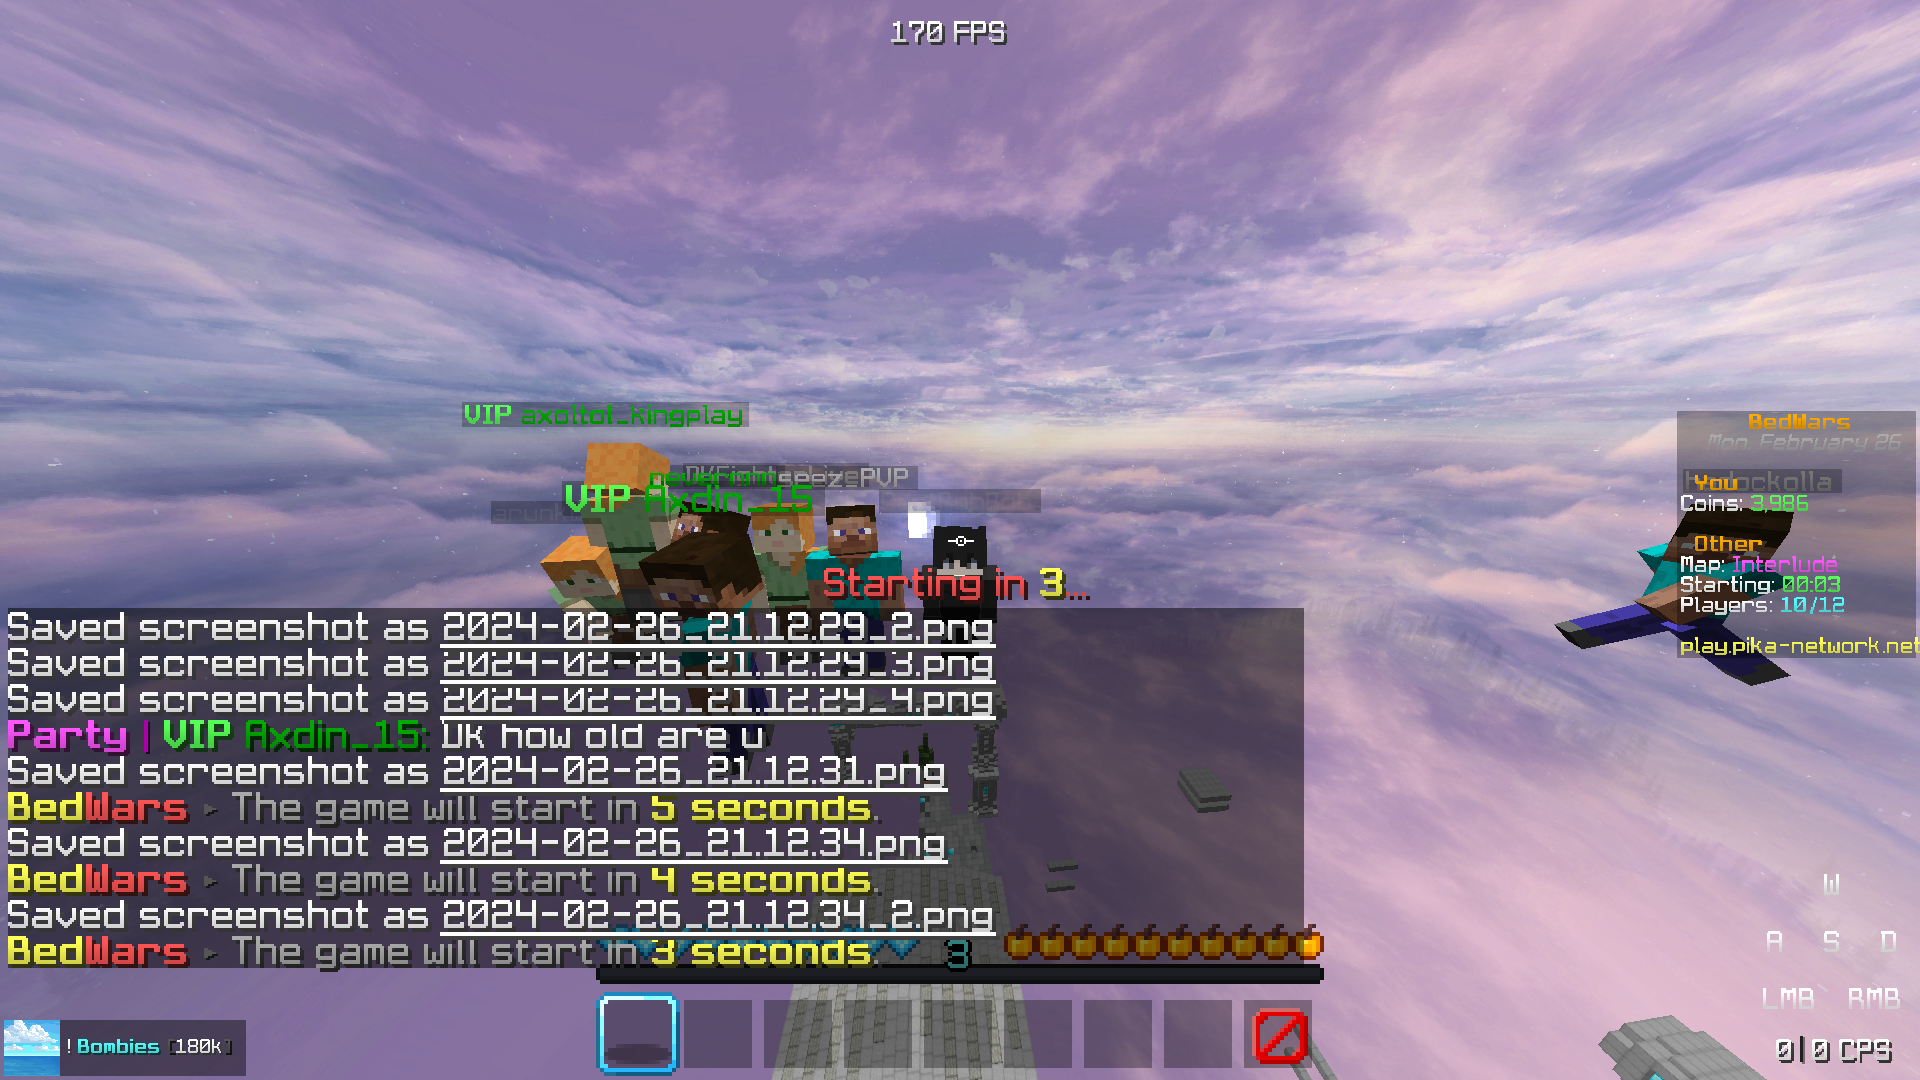 170 FPS
VIP axoltol_kingplay
VIP Axdin_15
BedWars
Mon February 26
You
Coins: 3,986
Other
Map: Interlude
Starting: 00:03
Players: 10/12
play.pika-network.net
Starting in 3...
Saved screenshot as 2024-02-26_21.12.29_2.png
Saved screenshot as 2024-02-26_21.12.29_3.png
Saved screenshot as 2024-02-26_21.12.29_4.png
Party | VIP Axdin_15: DK how old are u
Saved screenshot as 2024-02-26_21.12.31.png
BedWars ▸ The game will start in 5 seconds.
Saved screenshot as 2024-02-26_21.12.34.png
BedWars ▸ The game will start in 4 seconds.
Saved screenshot as 2024-02-26_21.12.34_2.png
BedWars ▸ The game will start in 3 seconds.
3
W
A S D
LMB RMB
0|0 CPS
! Bombies [180k]